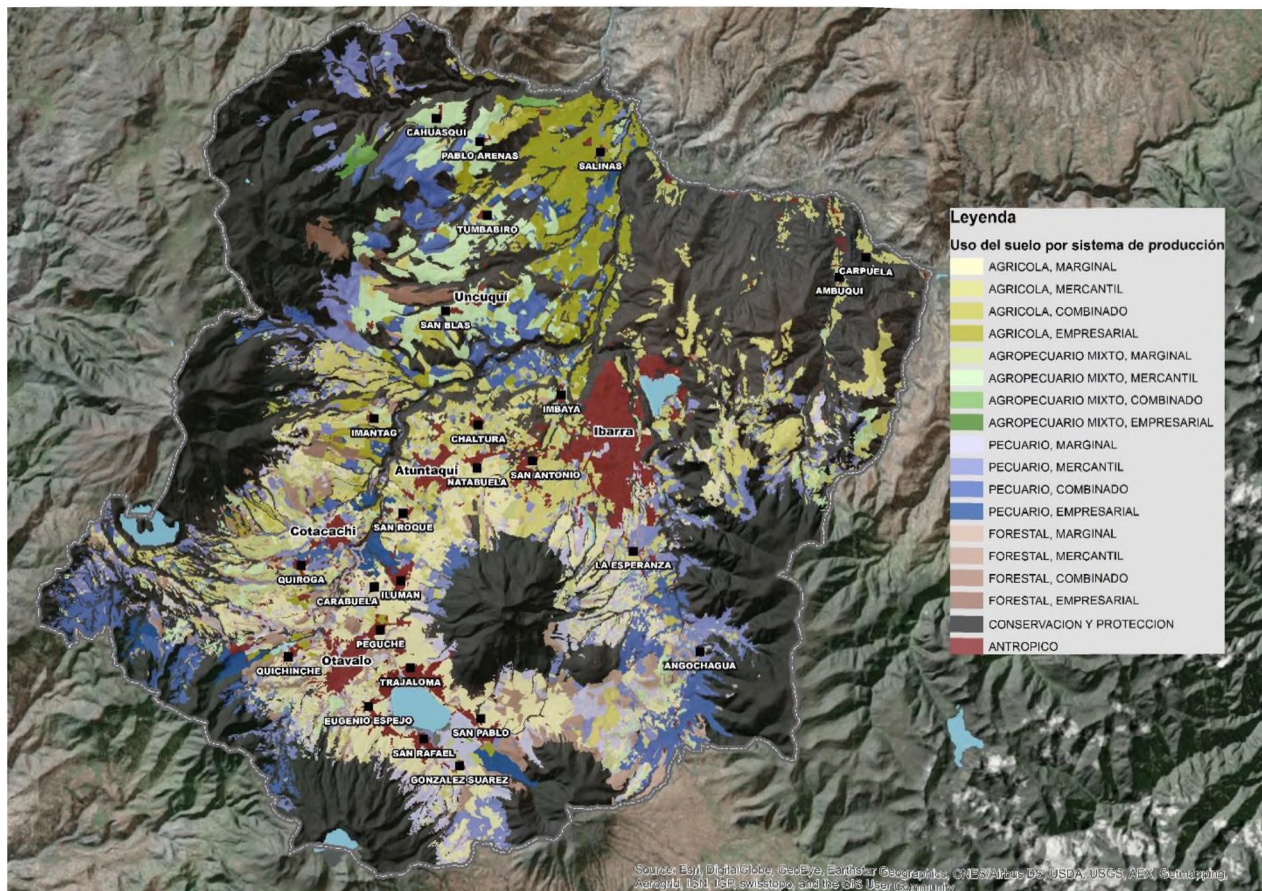 CAHUASQUI
PABLO ARENAS
SALINAS
TUMBABIRO
CARPUELA
AMBUQUI
Uncuquí
SAN BLAS
IMBAYA
IMANTAG
CHALTURA
Ibarra
Atuntaquí
SAN ANTONIO
NATABUELA
SAN ROQUE
Cotacachi
QUIROGA
LA ESPERANZA
CARABUELA
ILUMAN
PEGUCHE
QUICHINCHE
Otavalo
TRAJALOMA
ANGOCHAGUA
EUGENIO ESPEJO
SAN PABLO
SAN RAFAEL
GONZALEZ SUAREZ
Leyenda
Uso del suelo por sistema de producción
AGRICOLA, MARGINAL
AGRICOLA, MERCANTIL
AGRICOLA, COMBINADO
AGRICOLA, EMPRESARIAL
AGROPECUARIO MIXTO, MARGINAL
AGROPECUARIO MIXTO, MERCANTIL
AGROPECUARIO MIXTO, COMBINADO
AGROPECUARIO MIXTO, EMPRESARIAL
PECUARIO, MARGINAL
PECUARIO, MERCANTIL
PECUARIO, COMBINADO
PECUARIO, EMPRESARIAL
FORESTAL, MARGINAL
FORESTAL, MERCANTIL
FORESTAL, COMBINADO
FORESTAL, EMPRESARIAL
CONSERVACION Y PROTECCION
ANTROPICO
Source: Esri, DigitalGlobe, GeoEye, Earthstar Geographics, CNES/Airbus DS, USDA, USGS, AEX, Getmapping,
Aerogrid, IGN, IGP, swisstopo, and the GIS User Community